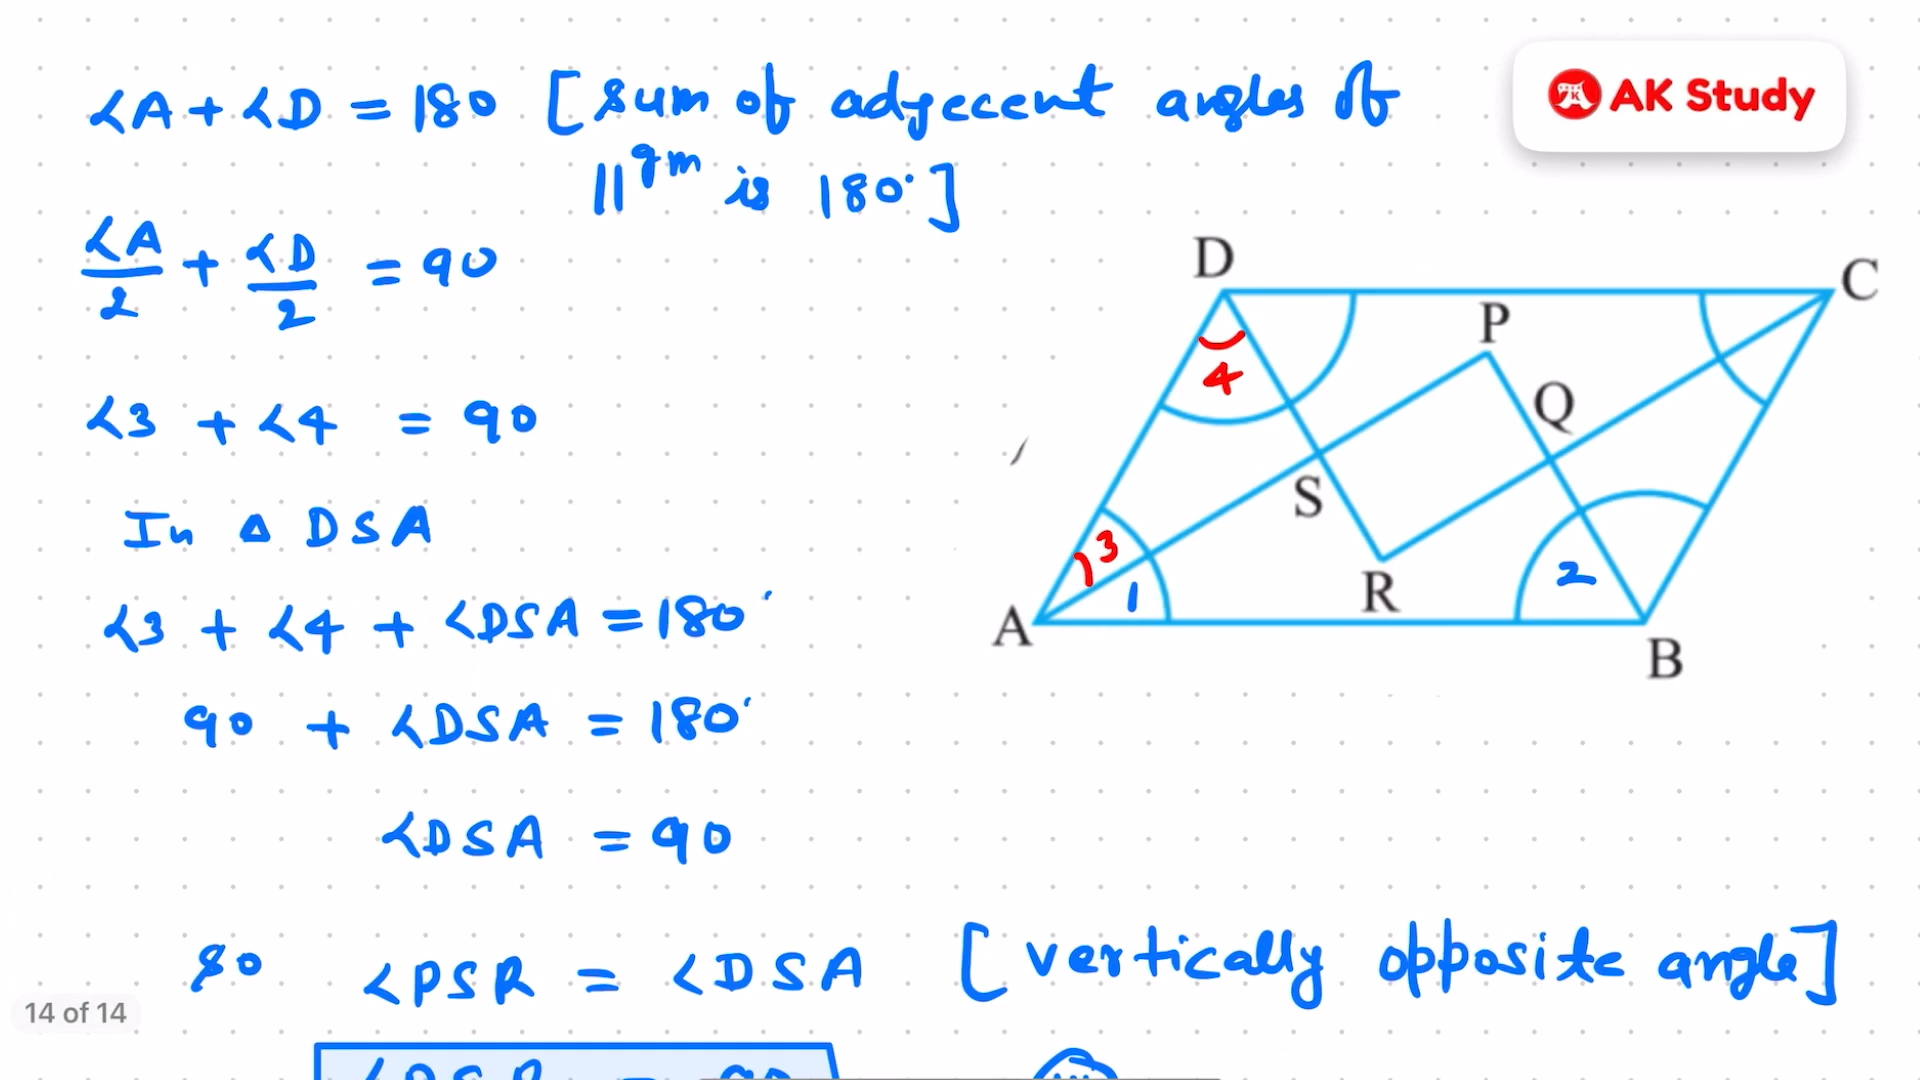 ∠A + ∠D = 180 [sum of adjecent angles of
||gm is 180°]
AK Study
∠A/2 + ∠D/2 = 90
∠3 + ∠4 = 90
In Δ DSA
∠3 + ∠4 + ∠DSA = 180°
90 + ∠DSA = 180°
∠DSA = 90
so ∠PSR = ∠DSA [vertically opposite angle]
D
C
P
4
Q
S
3
1
R
2
A
B
14 of 14